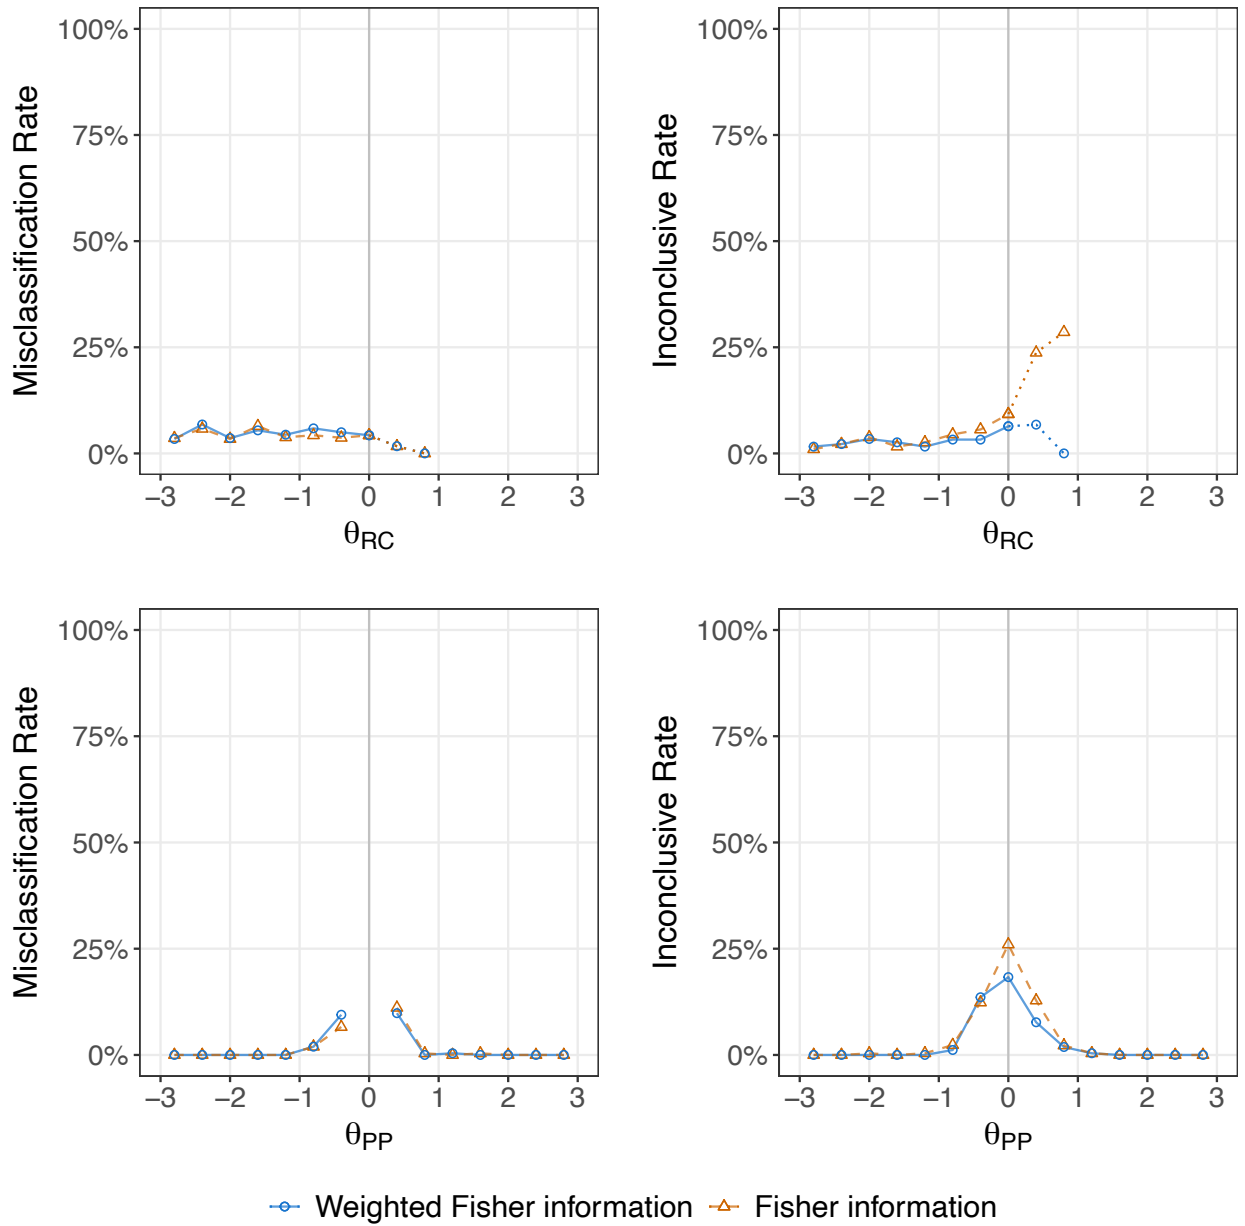 Misclassification Rate
100%
75%
50%
25%
0%
−3 −2 −1 0 1 2 3
θRC
Inconclusive Rate
100%
75%
50%
25%
0%
−3 −2 −1 0 1 2 3
θRC
Misclassification Rate
100%
75%
50%
25%
0%
−3 −2 −1 0 1 2 3
θPP
Inconclusive Rate
100%
75%
50%
25%
0%
−3 −2 −1 0 1 2 3
θPP
Weighted Fisher information Fisher information